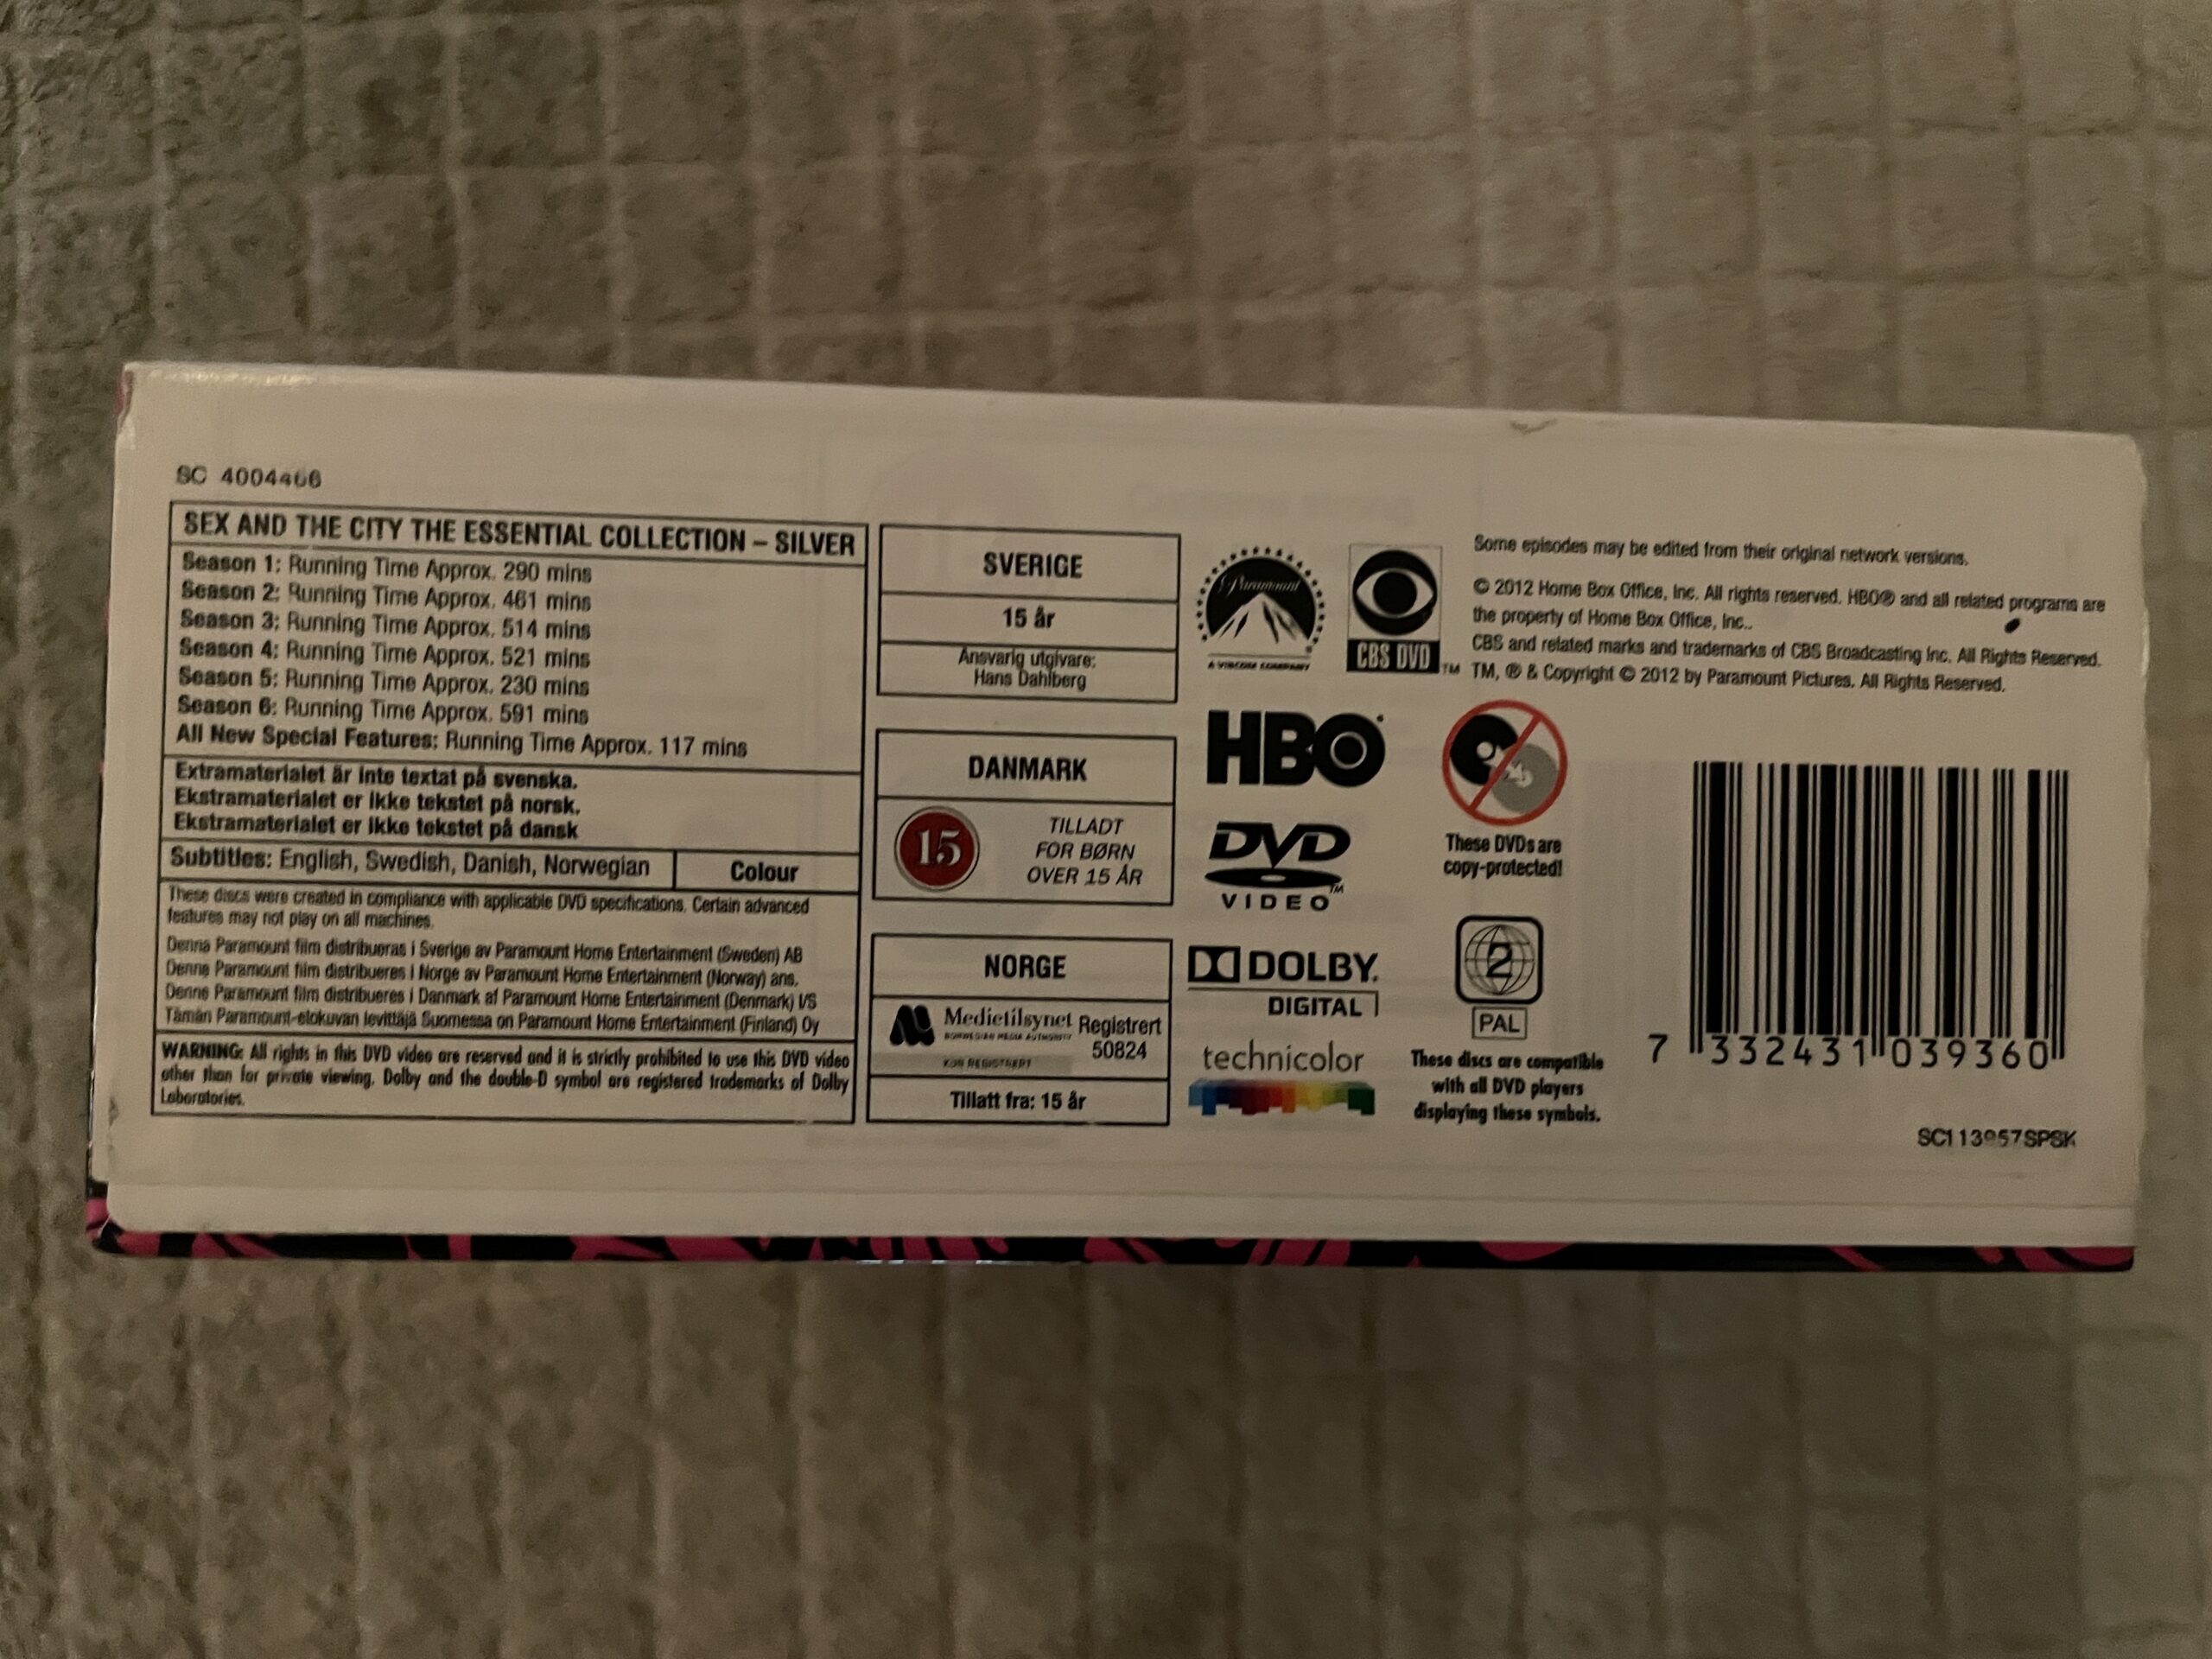 SC 4004466
SEX AND THE CITY THE ESSENTIAL COLLECTION – SILVER
Season 1: Running Time Approx. 290 mins
Season 2: Running Time Approx. 461 mins
Season 3: Running Time Approx. 514 mins
Season 4: Running Time Approx. 521 mins
Season 5: Running Time Approx. 230 mins
Season 6: Running Time Approx. 591 mins
All New Special Features: Running Time Approx. 117 mins
Extramaterialet är inte textat på svenska.
Ekstramaterialet er ikke tekstet på norsk.
Ekstramaterialet er ikke tekstet på dansk
Subtitles: English, Swedish, Danish, Norwegian
Colour
These discs were created in compliance with applicable DVD specifications. Certain advanced
features may not play on all machines.
Denna Paramount film distribueras i Sverige av Paramount Home Entertainment (Sweden) AB
Denne Paramount film distribueres i Norge av Paramount Home Entertainment (Norway) ans.
Denne Paramount film distribueres i Danmark af Paramount Home Entertainment (Denmark) I/S
Tämän Paramount-elokuvan levittäjä Suomessa on Paramount Home Entertainment (Finland) Oy
WARNING: All rights in this DVD video are reserved and it is strictly prohibited to use this DVD video
other than for private viewing. Dolby and the double-D symbol are registered trademarks of Dolby
Laboratories.
SVERIGE
15 år
Ansvarig utgivare:
Hans Dahlberg
DANMARK
15
TILLADT
FOR BØRN
OVER 15 ÅR
NORGE
Medietilsynet
NORWEGIAN MEDIA AUTHORITY
KUN REGISTRERT
Registrert
50824
Tillatt fra: 15 år
Paramount
A VIACOM COMPANY
CBS DVD
TM
HBO
DVD
VIDEO
TM
DOLBY.
DIGITAL
technicolor
Some episodes may be edited from their original network versions.
© 2012 Home Box Office, Inc. All rights reserved. HBO® and all related programs are
the property of Home Box Office, Inc..
CBS and related marks and trademarks of CBS Broadcasting Inc. All Rights Reserved.
TM, ® & Copyright © 2012 by Paramount Pictures. All Rights Reserved.
These DVDs are
copy-protected!
2
PAL
These discs are compatible
with all DVD players
displaying these symbols.
7 332431 039360